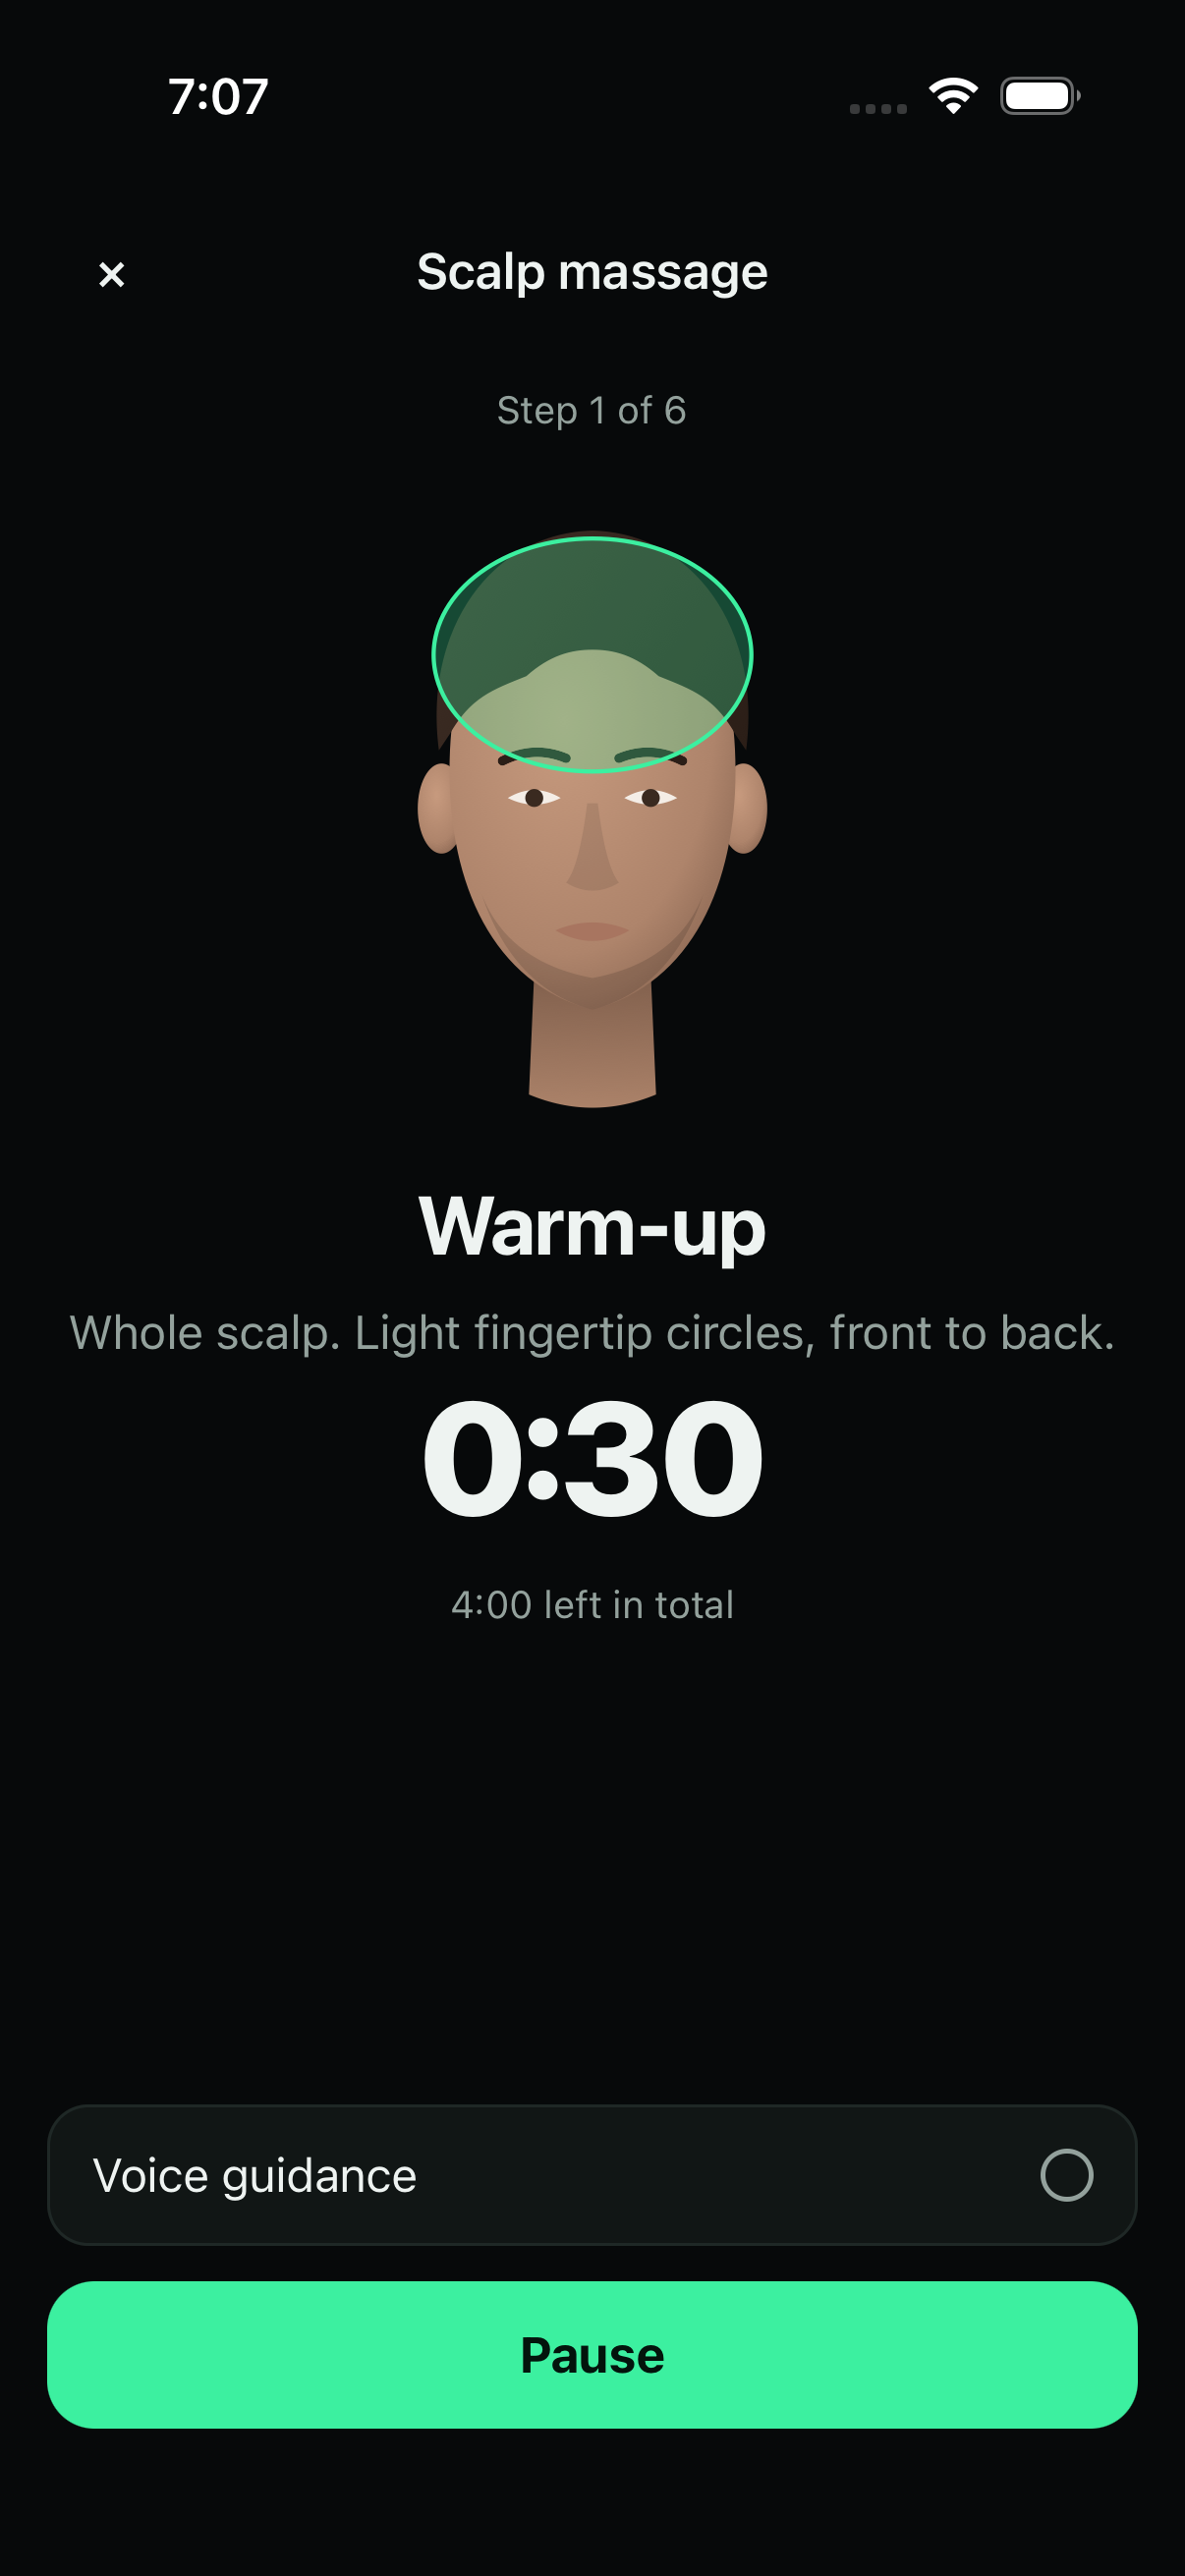 7:07
Scalp massage
Step 1 of 6
Warm-up
Whole scalp. Light fingertip circles, front to back.
0:30
4:00 left in total
Voice guidance
Pause